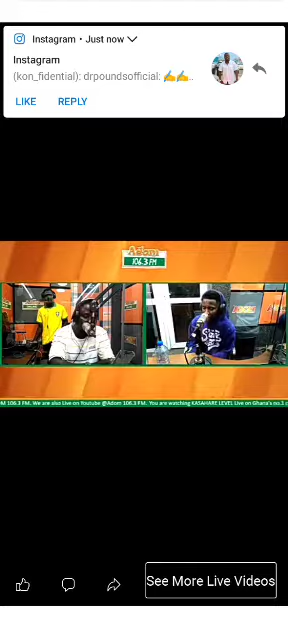 Instagram • Just now
Instagram
(kon_fidential): drpoundsofficial: ✍️✍️..
LIKE REPLY
Adom
106.3 FM
M 106.3 FM. We are also Live on Youtube @Adom 106.3 FM. You are watching KASAHARE LEVEL Live on Ghana's no.1
See More Live Videos